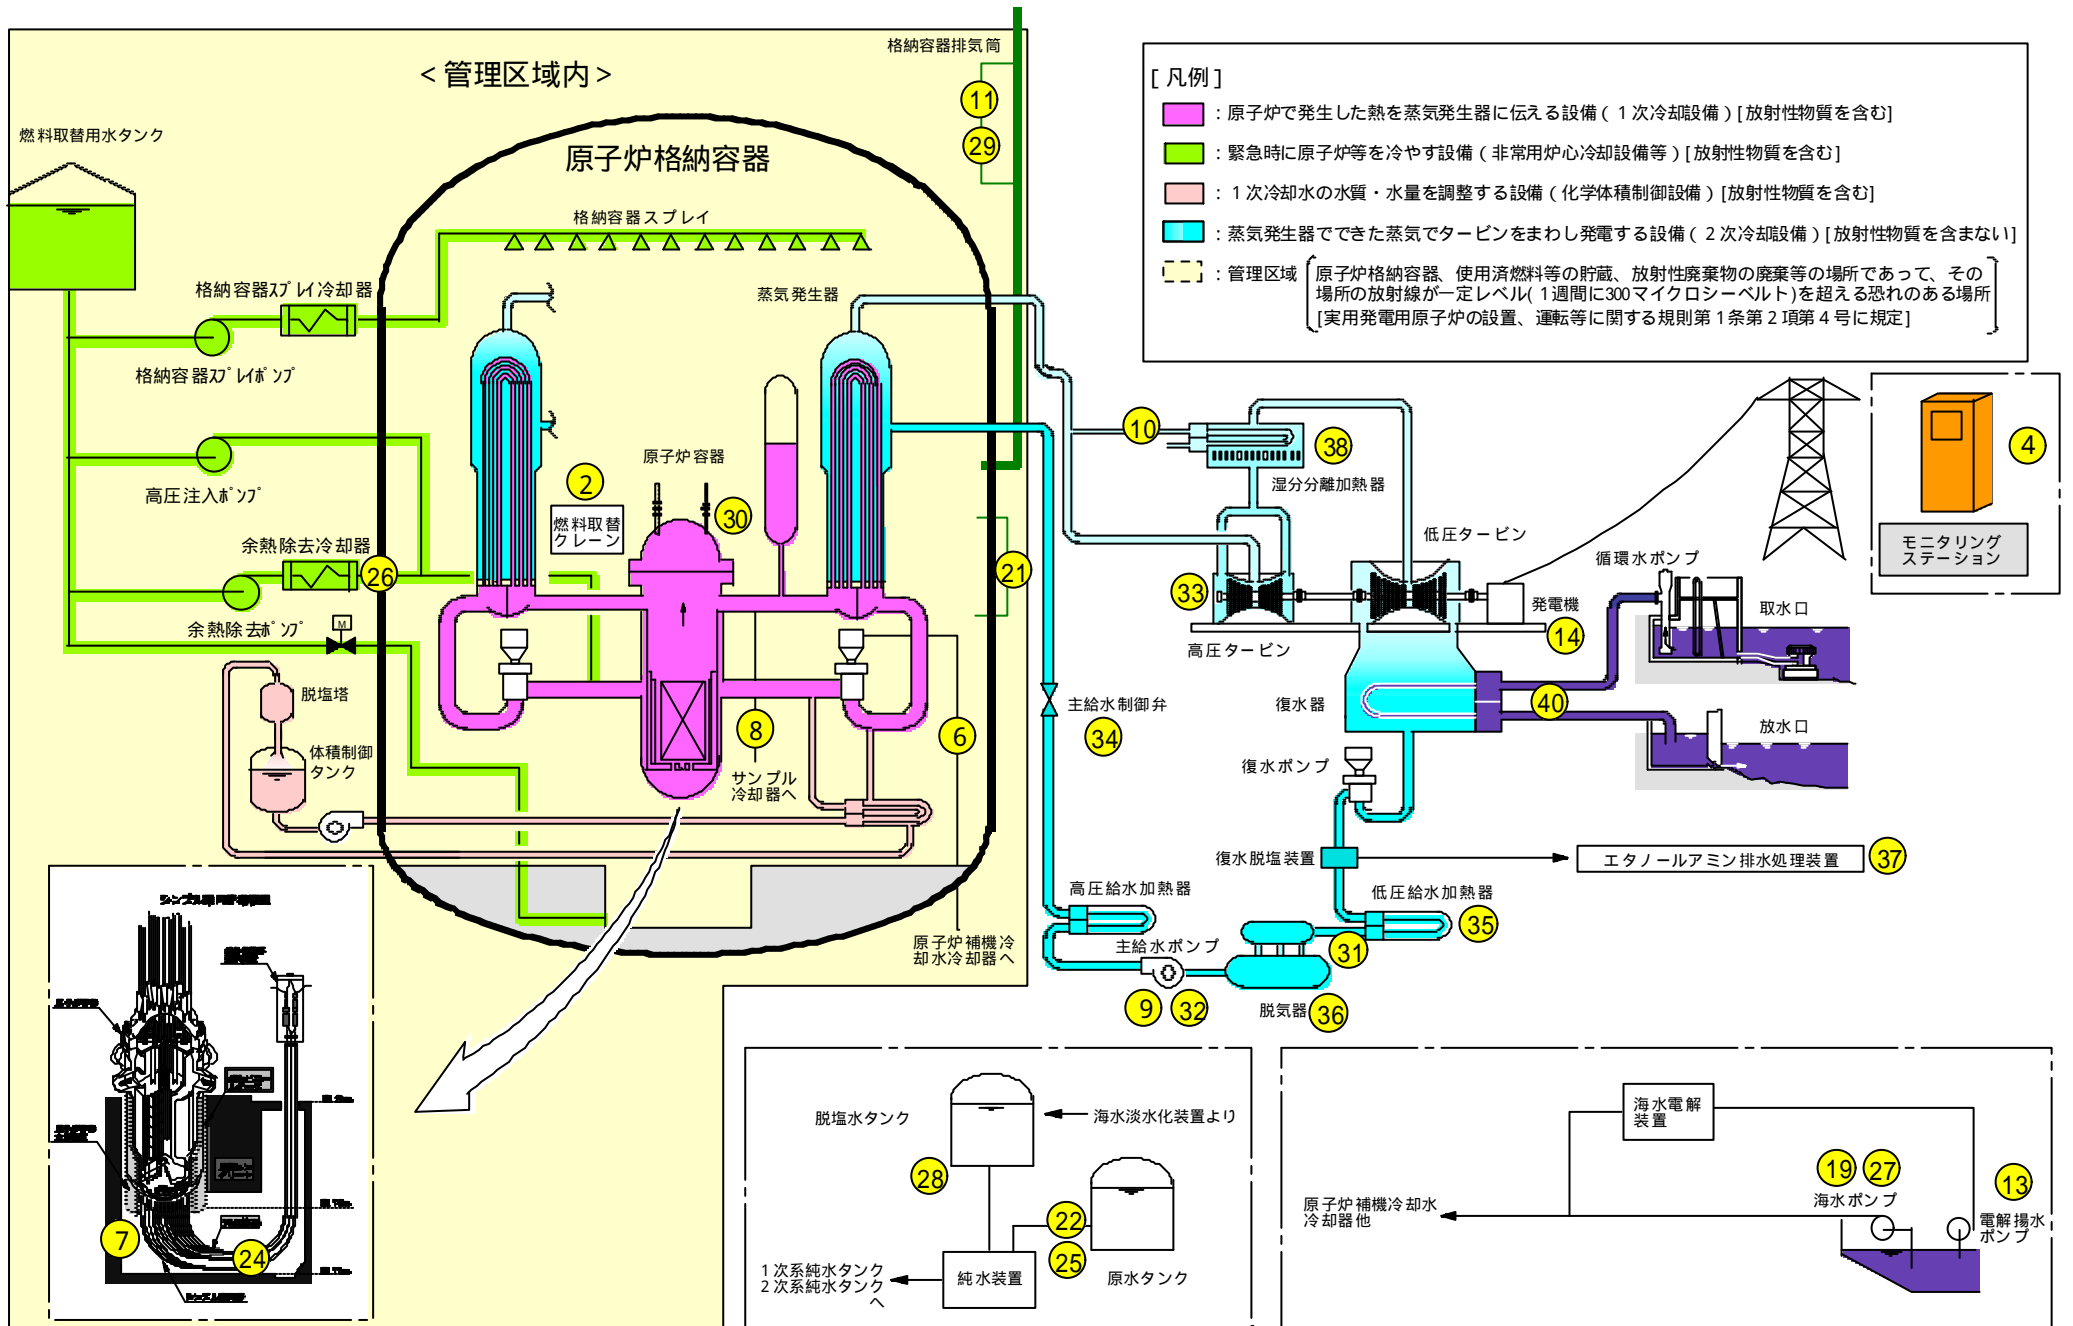 格納容器排気筒
<管理区域内>
11
29
燃料取替用水タンク
原子炉格納容器
格納容器スプレイ
格納容器スプレイ冷却器
蒸気発生器
格納容器スプレイポンプ
原子炉容器
2
燃料取替
クレーン
30
高圧注入ポンプ
余熱除去冷却器
26
21
余熱除去ポンプ
M
脱塩塔
体積制御
タンク
8
6
サンプル
冷却器へ
原子炉補機冷
却水冷却器へ
[凡例]
:原子炉で発生した熱を蒸気発生器に伝える設備(1次冷却設備)[放射性物質を含む]
:緊急時に原子炉等を冷やす設備(非常用炉心冷却設備等)[放射性物質を含む]
:1次冷却水の水質・水量を調整する設備(化学体積制御設備)[放射性物質を含む]
:蒸気発生器でできた蒸気でタービンをまわし発電する設備(2次冷却設備)[放射性物質を含まない]
:管理区域
原子炉格納容器、使用済燃料等の貯蔵、放射性廃棄物の廃棄等の場所であって、その
場所の放射線が一定レベル(1週間に300マイクロシーベルト)を超える恐れのある場所
[実用発電用原子炉の設置、運転等に関する規則第1条第2項第4号に規定]
10
38
湿分分離加熱器
4
モニタリング
ステーション
低圧タービン
33
高圧タービン
発電機
14
循環水ポンプ
取水口
主給水制御弁
34
復水器
40
放水口
復水ポンプ
復水脱塩装置
エタノールアミン排水処理装置
37
高圧給水加熱器
低圧給水加熱器
35
31
主給水ポンプ
9
32
脱気器
36
7
24
脱塩水タンク
海水淡水化装置より
28
22
25
1次系純水タンク
2次系純水タンク
へ
純水装置
原水タンク
海水電解
装置
19
27
13
海水ポンプ
原子炉補機冷却水
冷却器他
電解揚水
ポンプ